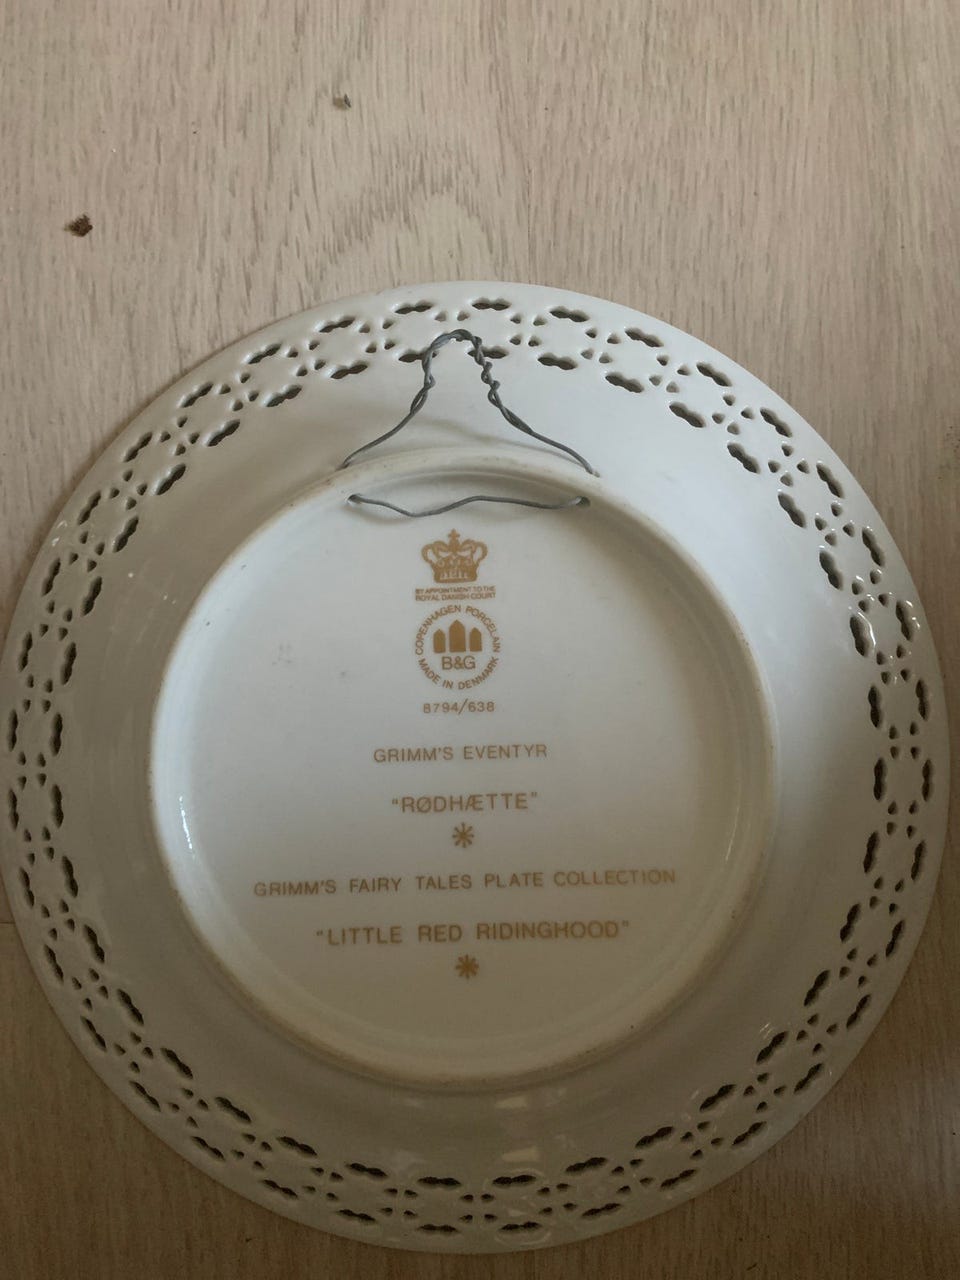 BY APPOINTMENT TO THE
ROYAL DANISH COURT
COPENHAGEN PORCELAIN
B&G
MADE IN DENMARK
8794/638
GRIMM'S EVENTYR
"RØDHÆTTE"
GRIMM'S FAIRY TALES PLATE COLLECTION
"LITTLE RED RIDINGHOOD"